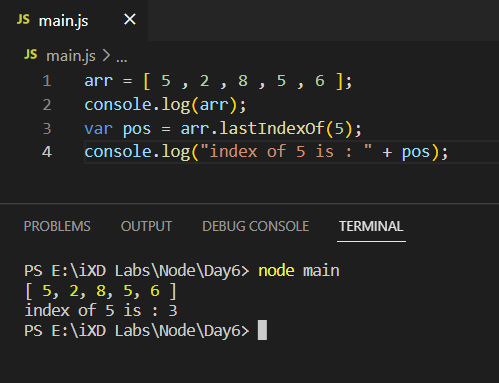 JS main.js ×
JS main.js > ...
1 arr = [ 5 , 2 , 8 , 5 , 6 ];
2 console.log(arr);
3 var pos = arr.lastIndexOf(5);
4 console.log("index of 5 is : " + pos);
PROBLEMS OUTPUT DEBUG CONSOLE TERMINAL
PS E:\iXD Labs\Node\Day6> node main
[ 5, 2, 8, 5, 6 ]
index of 5 is : 3
PS E:\iXD Labs\Node\Day6>